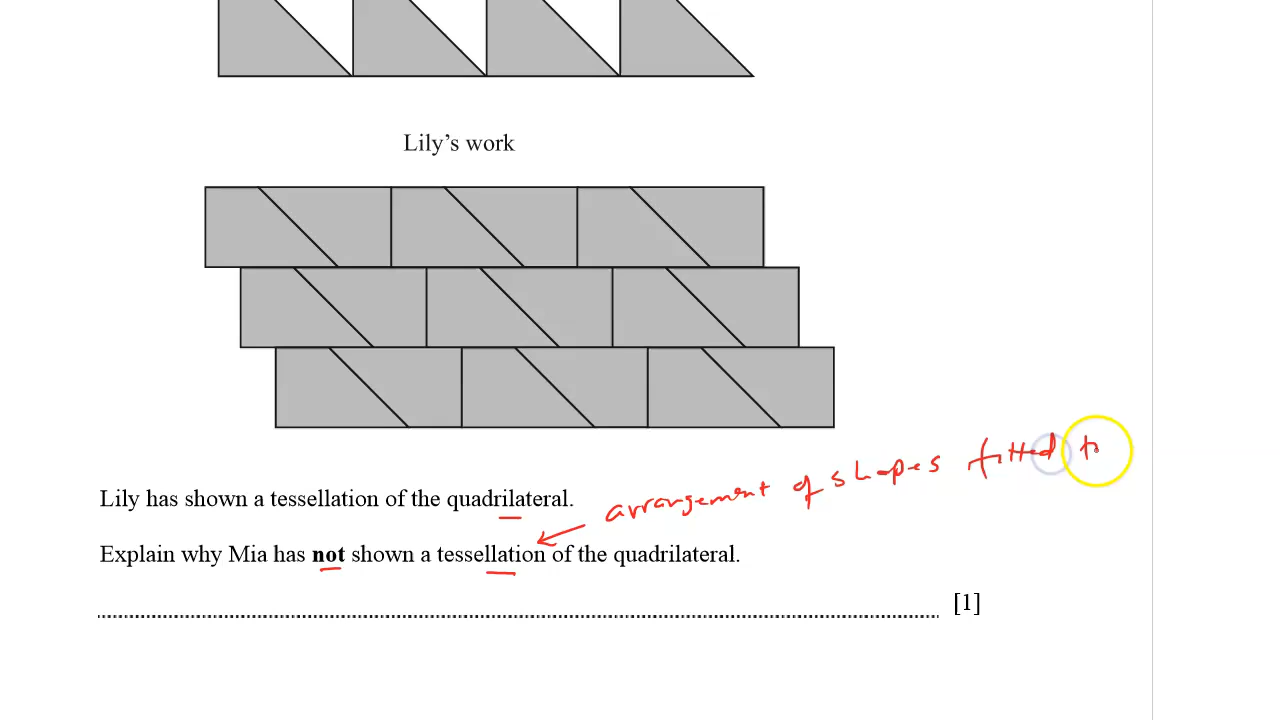 Lily's work
arrangement of shapes fitted
Lily has shown a tessellation of the quadrilateral.
Explain why Mia has not shown a tessellation of the quadrilateral.
[1]